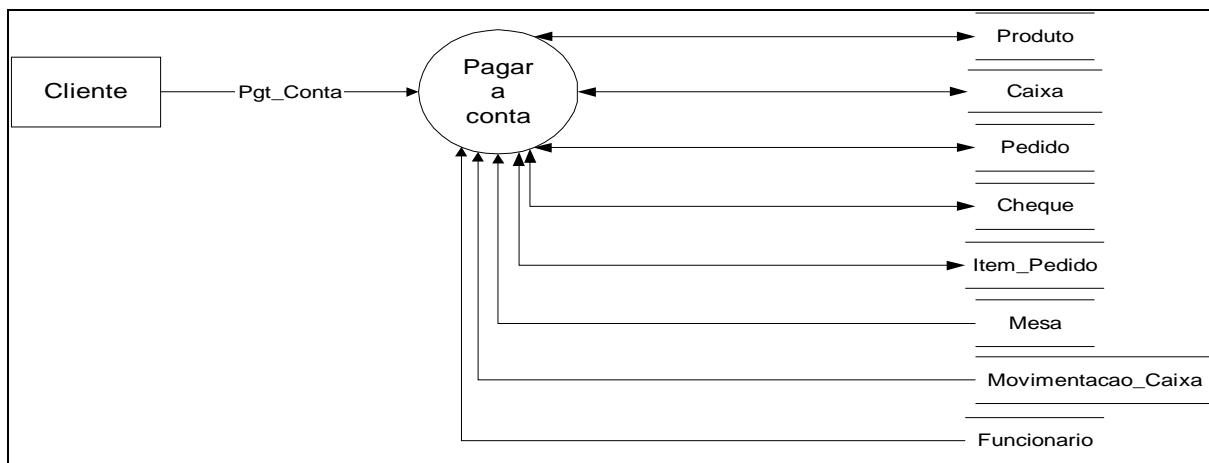 Cliente
Pgt_Conta
Pagar
a
conta
Produto
Caixa
Pedido
Cheque
Item_Pedido
Mesa
Movimentacao_Caixa
Funcionario